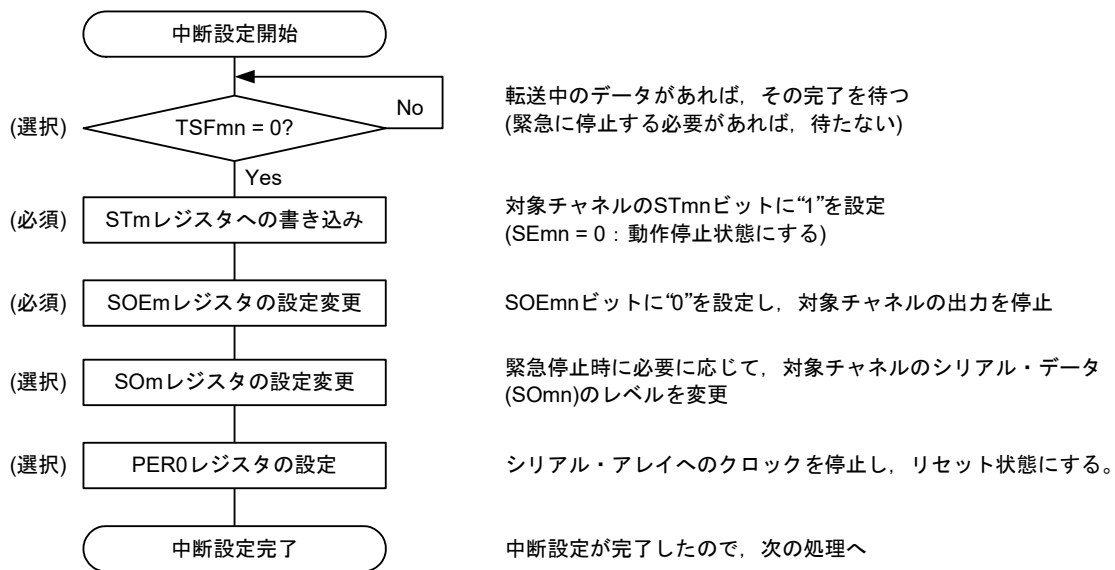 中断設定開始
No
転送中のデータがあれば，その完了を待つ
(選択)
TSFmn = 0?
(緊急に停止する必要があれば，待たない)
Yes
(必須)
STmレジスタへの書き込み
対象チャネルのSTmnビットに“1”を設定
(SEmn = 0：動作停止状態にする)
(必須)
SOEmレジスタの設定変更
SOEmnビットに“0”を設定し，対象チャネルの出力を停止
(選択)
SOmレジスタの設定変更
緊急停止時に必要に応じて，対象チャネルのシリアル・データ
(SOmn)のレベルを変更
(選択)
PER0レジスタの設定
シリアル・アレイへのクロックを停止し，リセット状態にする。
中断設定完了
中断設定が完了したので，次の処理へ